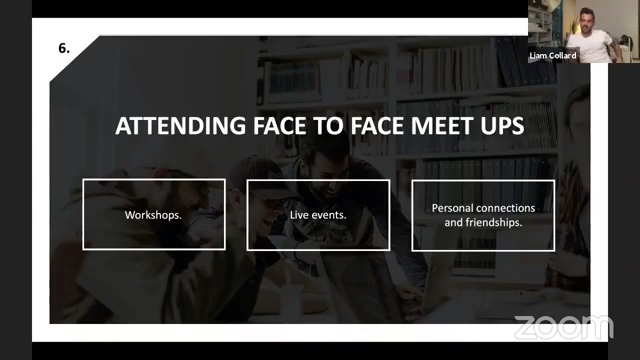 6.
Liam Collard
ATTENDING FACE TO FACE MEET UPS
Workshops.
Live events.
Personal connections
and friendships.
zoom